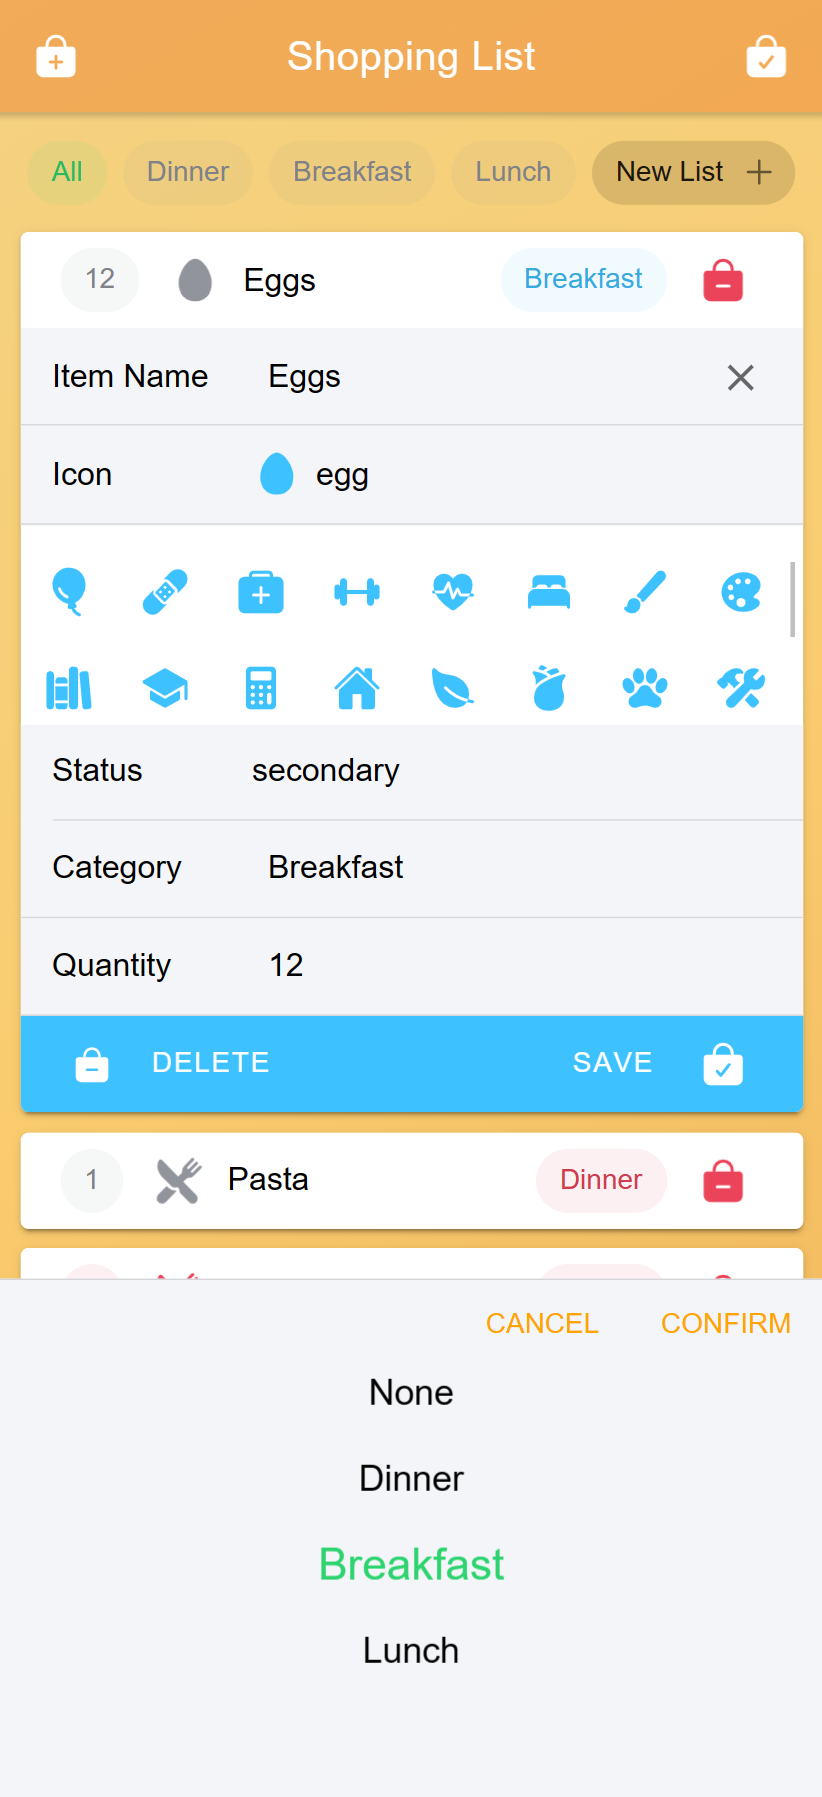 Shopping List
All Dinner Breakfast Lunch New List
12 Eggs Breakfast
Item Name Eggs
Icon egg
Status secondary
Category Breakfast
Quantity 12
DELETE SAVE
1 Pasta Dinner
CANCEL CONFIRM
None
Dinner
Breakfast
Lunch